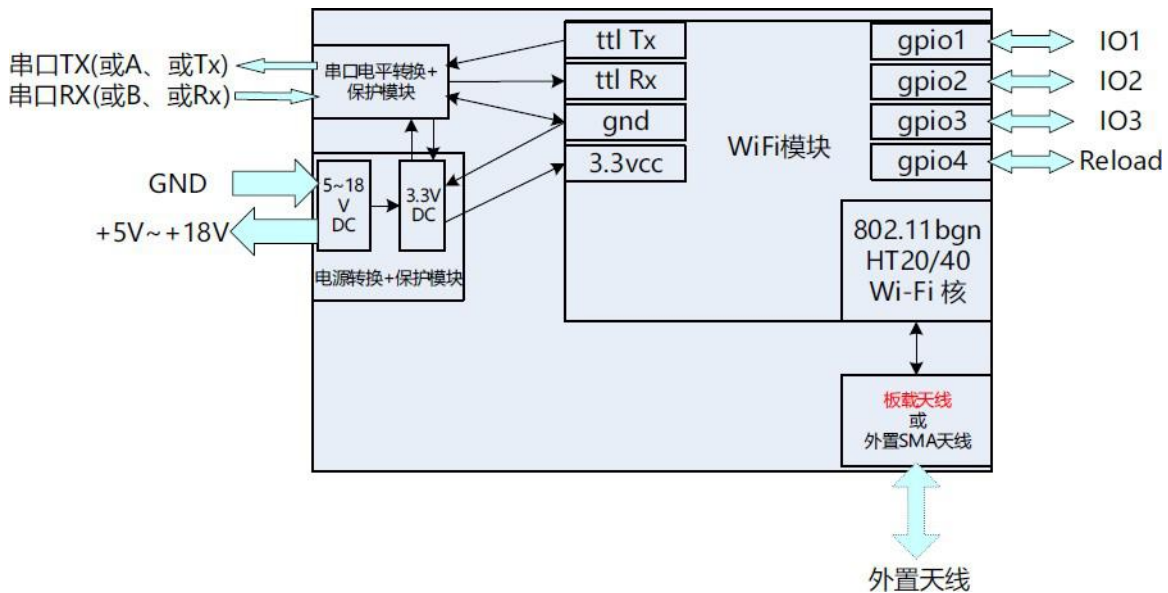 串口TX(或A、或Tx)
串口RX(或B、或Rx)
GND
+5V~+18V
串口电平转换+
保护模块
5~18
V
DC
3.3V
DC
电源转换+保护模块
ttl Tx
ttl Rx
gnd
3.3vcc
WiFi模块
gpio1
gpio2
gpio3
gpio4
IO1
IO2
IO3
Reload
802.11bgn
HT20/40
Wi-Fi 核
板载天线
或
外置SMA天线
外置天线